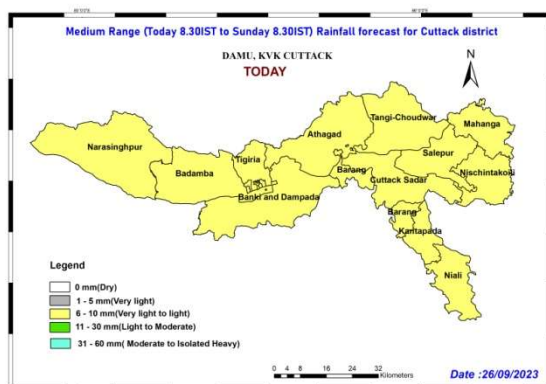 Medium Range (Today 8.30IST to Sunday 8.30IST) Rainfall forecast for Cuttack district
DAMU, KVK CUTTACK
TODAY
N
Tangi-Choudwar
Mahanga
Athagad
Narasinghpur
Tigiria
Salepur
Badamba
Barang
Nischintakoili
Cuttack Sadar
Banki and Dampada
Barang
Kantapada
Niali
Legend
0 mm(Dry)
1 - 5 mm(Very light)
6 - 10 mm(Very light to light)
11 - 30 mm(Light to Moderate)
31 - 60 mm( Moderate to Isolated Heavy)
0 4 8 16 24 32
Kilometers
Date :26/09/2023